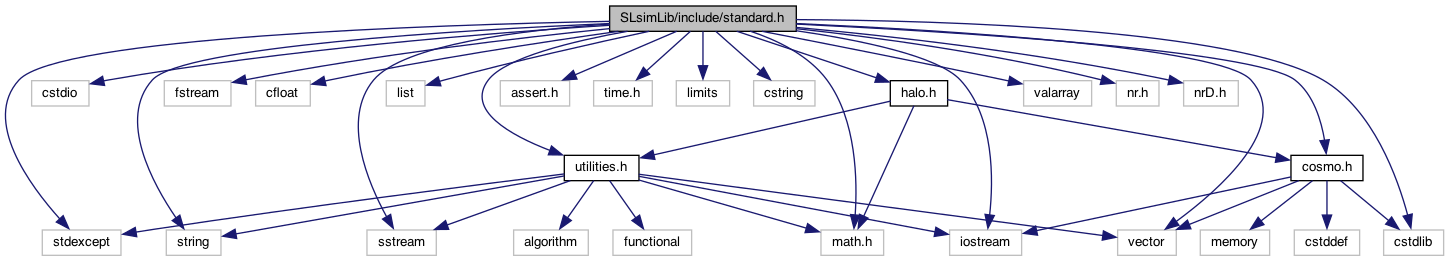 SLsimLib/include/standard.h
cstdio
fstream
cfloat
list
assert.h
time.h
limits
cstring
halo.h
valarray
nr.h
nrD.h
utilities.h
cosmo.h
stdexcept
string
sstream
algorithm
functional
math.h
iostream
vector
memory
cstddef
cstdlib